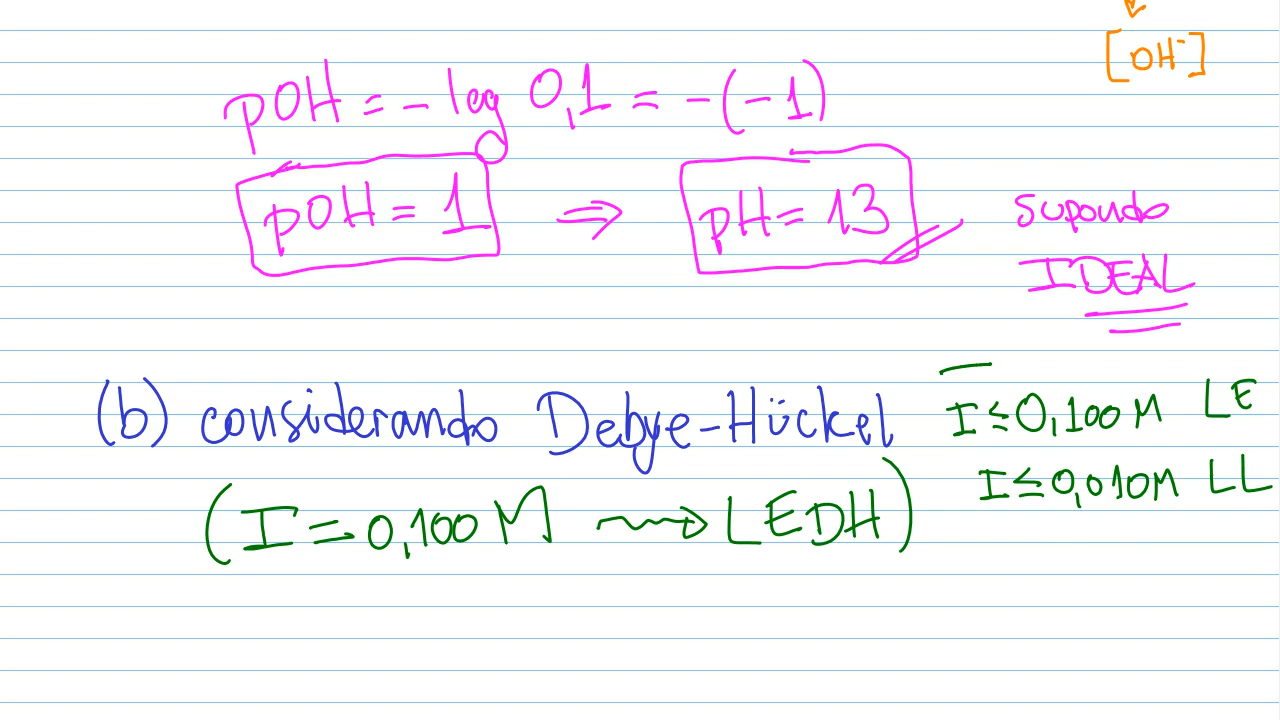 [OH⁻]
pOH = - log 0,1 = -(-1)
pOH = 1 ⇒ pH = 13
supondo
IDEAL
(b) considerando Debye-Hückel
I ≤ 0,100 M LE
I ≤ 0,010 M LL
(I = 0,100 M ⇝ LEDH)